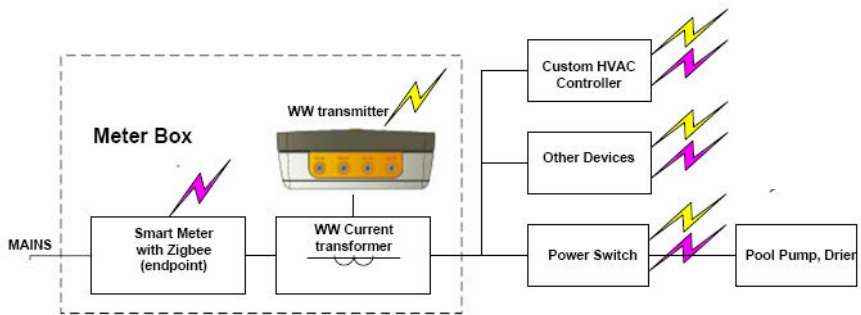 Custom HVAC
Controller
WW transmitter
Meter Box
Other Devices
MAINS
Smart Meter
with Zigbee
(endpoint)
WW Current
transformer
Power Switch
Pool Pump, Drier